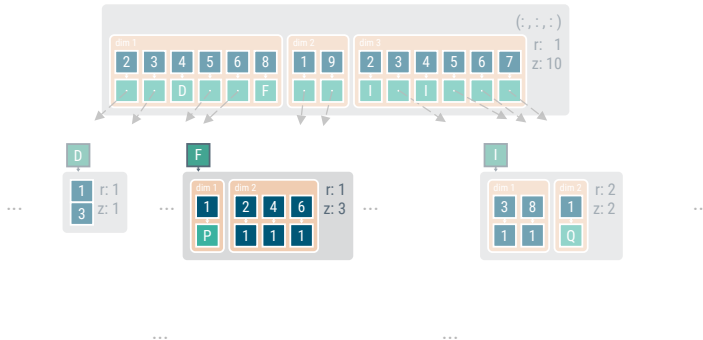 (:,:,:)
dim 1 dim 2 dim 3
r: 1
2 3 4 5 6 8 1 9 2 3 4 5 6 7
z: 10
· · D · · F · · I · I · · ·
D F I
dim 1 dim 2 r: 1
dim 1 dim 2 r: 2
1 r: 1
3 z: 1
... ... 1 2 4 6 z: 3 ... 3 8 1 z: 2 ...
P 1 1 1 1 1 Q
... ...